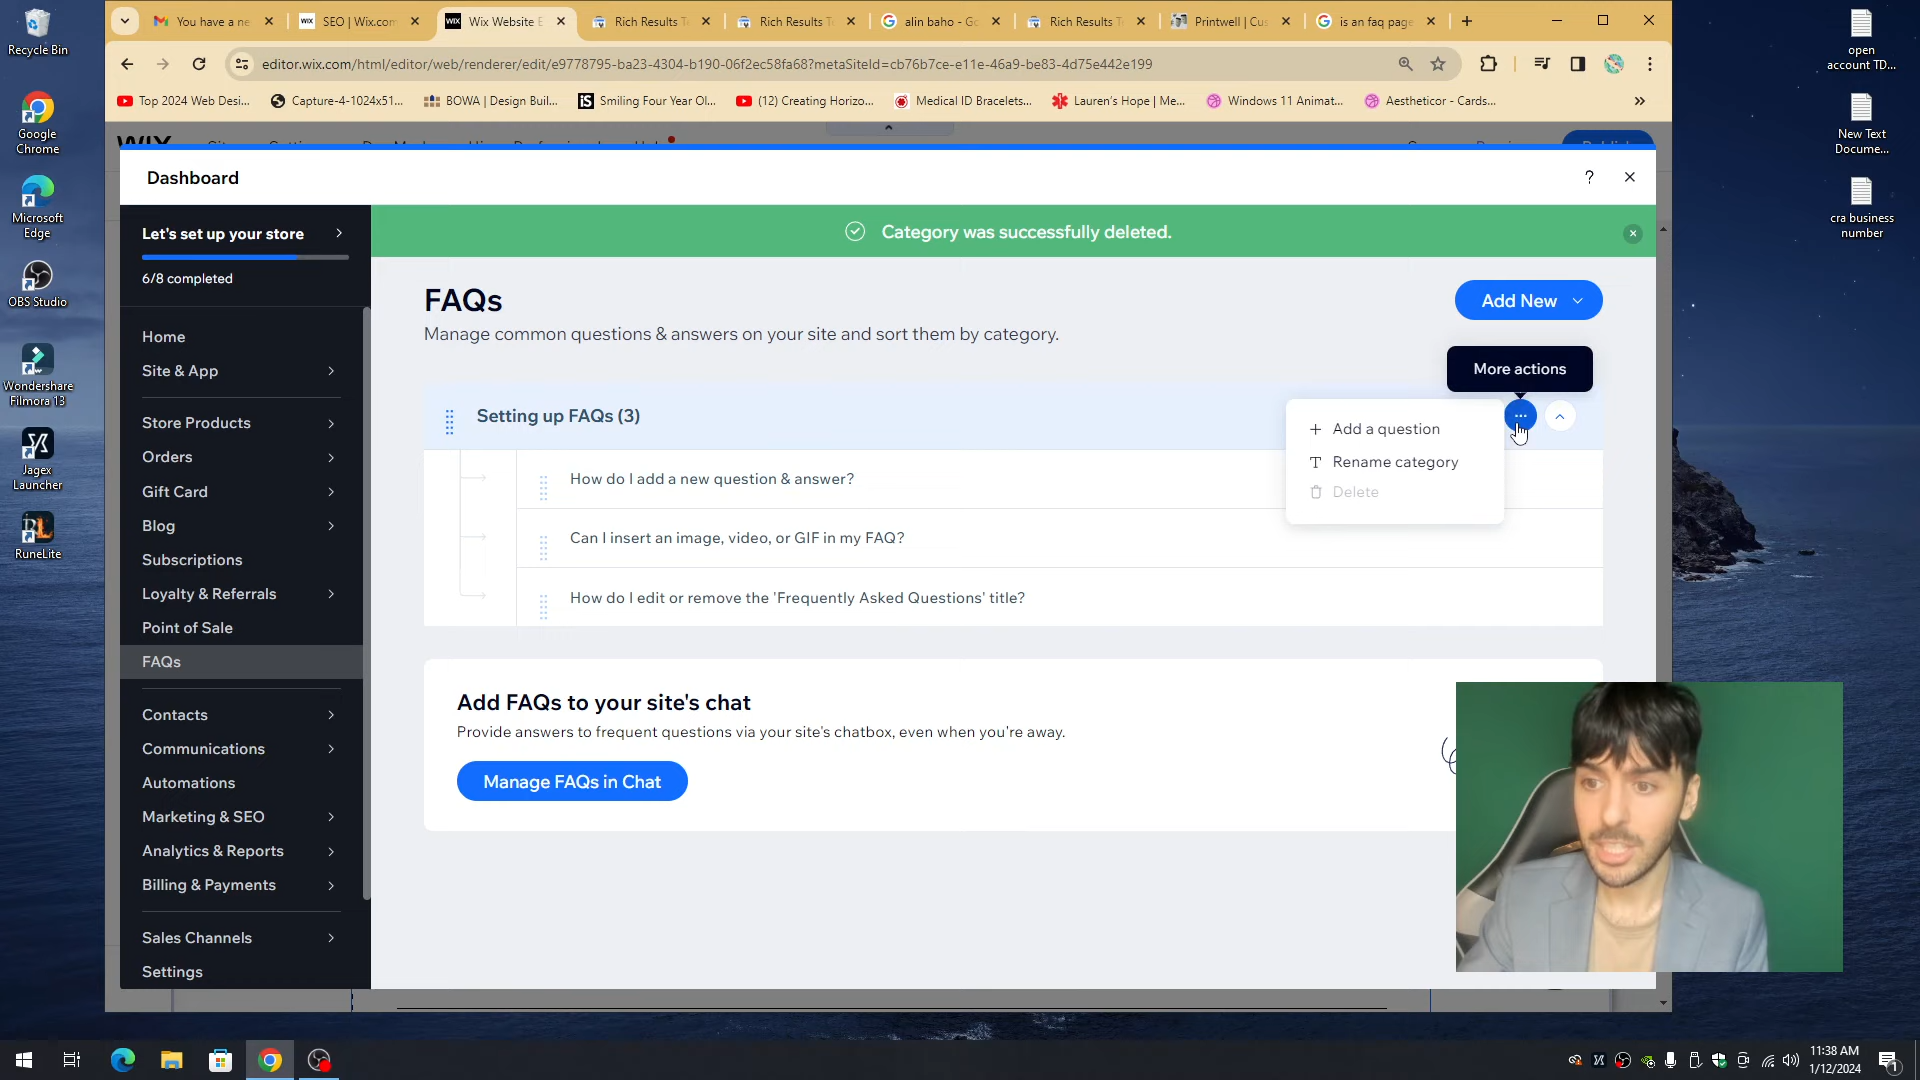 Recycle Bin
Google
Chrome
Microsoft
Edge
OBS Studio
Wondershare
Filmora 13
Jagex
Launcher
RuneLite
You have a ne
SEO | Wix.com
Wix Website E
Rich Results Te
Rich Results Te
alin baho - Go
Rich Results Te
Printwell | Cus
is an faq page
editor.wix.com/html/editor/web/renderer/edit/e9778795-ba23-4304-b190-06f2ec58fa68?metaSiteId=cb76b7ce-e11e-46a9-be83-4d75e442e199
Top 2024 Web Desi...
Capture-4-1024x51...
BOWA | Design Buil...
Smiling Four Year Ol...
(12) Creating Horizo...
Medical ID Bracelets...
Lauren's Hope | Me...
Windows 11 Animat...
Aestheticor - Cards...
Dashboard
?
Let's set up your store
6/8 completed
Home
Site & App
Store Products
Orders
Gift Card
Blog
Subscriptions
Loyalty & Referrals
Point of Sale
FAQs
Contacts
Communications
Automations
Marketing & SEO
Analytics & Reports
Billing & Payments
Sales Channels
Settings
Category was successfully deleted.
FAQs
Manage common questions & answers on your site and sort them by category.
Add New
More actions
Setting up FAQs (3)
Add a question
Rename category
Delete
How do I add a new question & answer?
Can I insert an image, video, or GIF in my FAQ?
How do I edit or remove the 'Frequently Asked Questions' title?
Add FAQs to your site's chat
Provide answers to frequent questions via your site's chatbox, even when you're away.
Manage FAQs in Chat
open
account TD...
New Text
Docume...
cra business
number
11:38 AM
1/12/2024
1